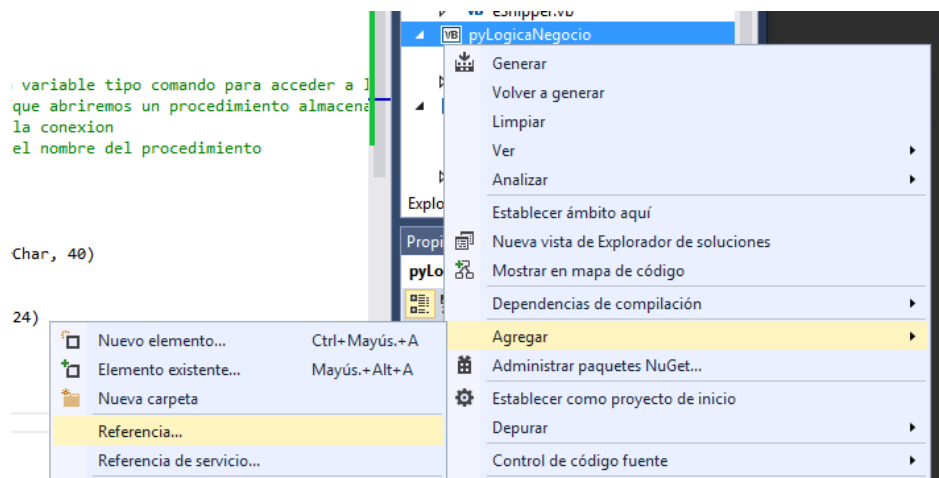 eShipper.vb
VB pyLogicaNegocio
variable tipo comando para acceder a
que abriremos un procedimiento almacena
la conexion
el nombre del procedimiento
Char, 40)
24)
Explo
Propi
pyLo
Generar
Volver a generar
Limpiar
Ver
Analizar
Establecer ámbito aquí
Nueva vista de Explorador de soluciones
Mostrar en mapa de código
Dependencias de compilación
Agregar
Administrar paquetes NuGet...
Establecer como proyecto de inicio
Depurar
Control de código fuente
Nuevo elemento... Ctrl+Mayús.+A
Elemento existente... Mayús.+Alt+A
Nueva carpeta
Referencia...
Referencia de servicio...